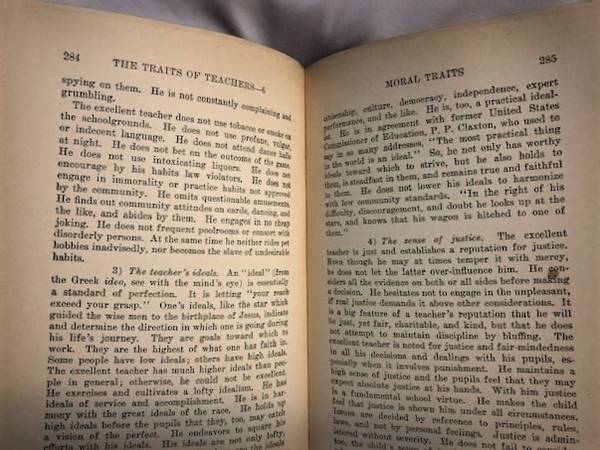 284
THE TRAITS OF TEACHERS—6
spying on them. He is not constantly complaining and
grumbling.
The excellent teacher does not use tobacco or smoke on
the schoolgrounds. He does not use profane, vulgar,
or indecent language. He does not attend dance halls
at night. He does not bet on the outcome of the game.
He does not use intoxicating liquors. He does not
encourage by his habits law violators. He does not
engage in immorality or practice habits not approved
by the community. He omits questionable amusements.
He finds out community attitudes on cards, dancing, and
the like, and abides by them. He engages in no cheap
joking. He does not frequent poolrooms or consort with
disorderly persons. At the same time he neither rides pet
hobbies inadvisedly, nor becomes the slave of undesirable
habits.
3) The teacher's ideals. An "ideal" (from
the Greek ideo, see with the mind's eye) is essentially
a standard of perfection. It is letting "your reach
exceed your grasp." One's ideals, like the star which
guided the wise men to the birthplace of Jesus, indicate
and determine the direction in which one is going during
his life's journey. They are goals toward which to
work. They are the highest of what one has faith in.
Some people have low ideals; others have high ideals.
The excellent teacher has much higher ideals than peo-
ple in general; otherwise, he could not be excellent.
He exercises and cultivates a lofty idealism. He has
ideals of service and accomplishment. He is in har-
mony with the great ideals of the race. He holds up
high ideals before the pupils that they, too, may catch
a vision of the perfect. He endeavors to square his
efforts with his ideals. His ideals are not only lofty,
MORAL TRAITS
285
citizenship, culture, democracy, independence, expert
performance, and the like. He is, too, a practical ideal-
ist. He is in agreement with former United States
Commissioner of Education, P. P. Claxton, who used to
say in so many addresses, "The most practical thing
in the world is an ideal." So, he not only has worthy
ideals toward which to strive, but he also holds to
them, is steadfast in them, and remains true and faithful
to them. He does not lower his ideals to harmonize
with low community standards. "In the right of his
difficulty, discouragement, and doubt he looks up at the
stars, and knows that his wagon is hitched to one of
them."
4) The sense of justice. The excellent
teacher is just and establishes a reputation for justice.
Even though he may at times temper it with mercy,
he does not let the latter over-influence him. He con-
siders all the evidence on both or all sides before making
a decision. He hesitates not to engage in the unpleasant,
if real justice demands it above other considerations. It
is a big feature of a teacher's reputation that he will
be just, yet fair, charitable, and kind, but that he does
not attempt to maintain discipline by bluffing. The
excellent teacher is noted for justice and fair-mindedness
in all his decisions and dealings with his pupils, es-
pecially when it involves punishment. He maintains a
high sense of justice and the pupils feel that they may
expect absolute justice at his hands. With him justice
is a fundamental school virtue. He makes the child
feel that justice is shown him under all circumstances.
Issues are decided by reference to principles, rules,
laws, and not by personal feelings. Justice is admin-
istered without severity. He does not fail to consider